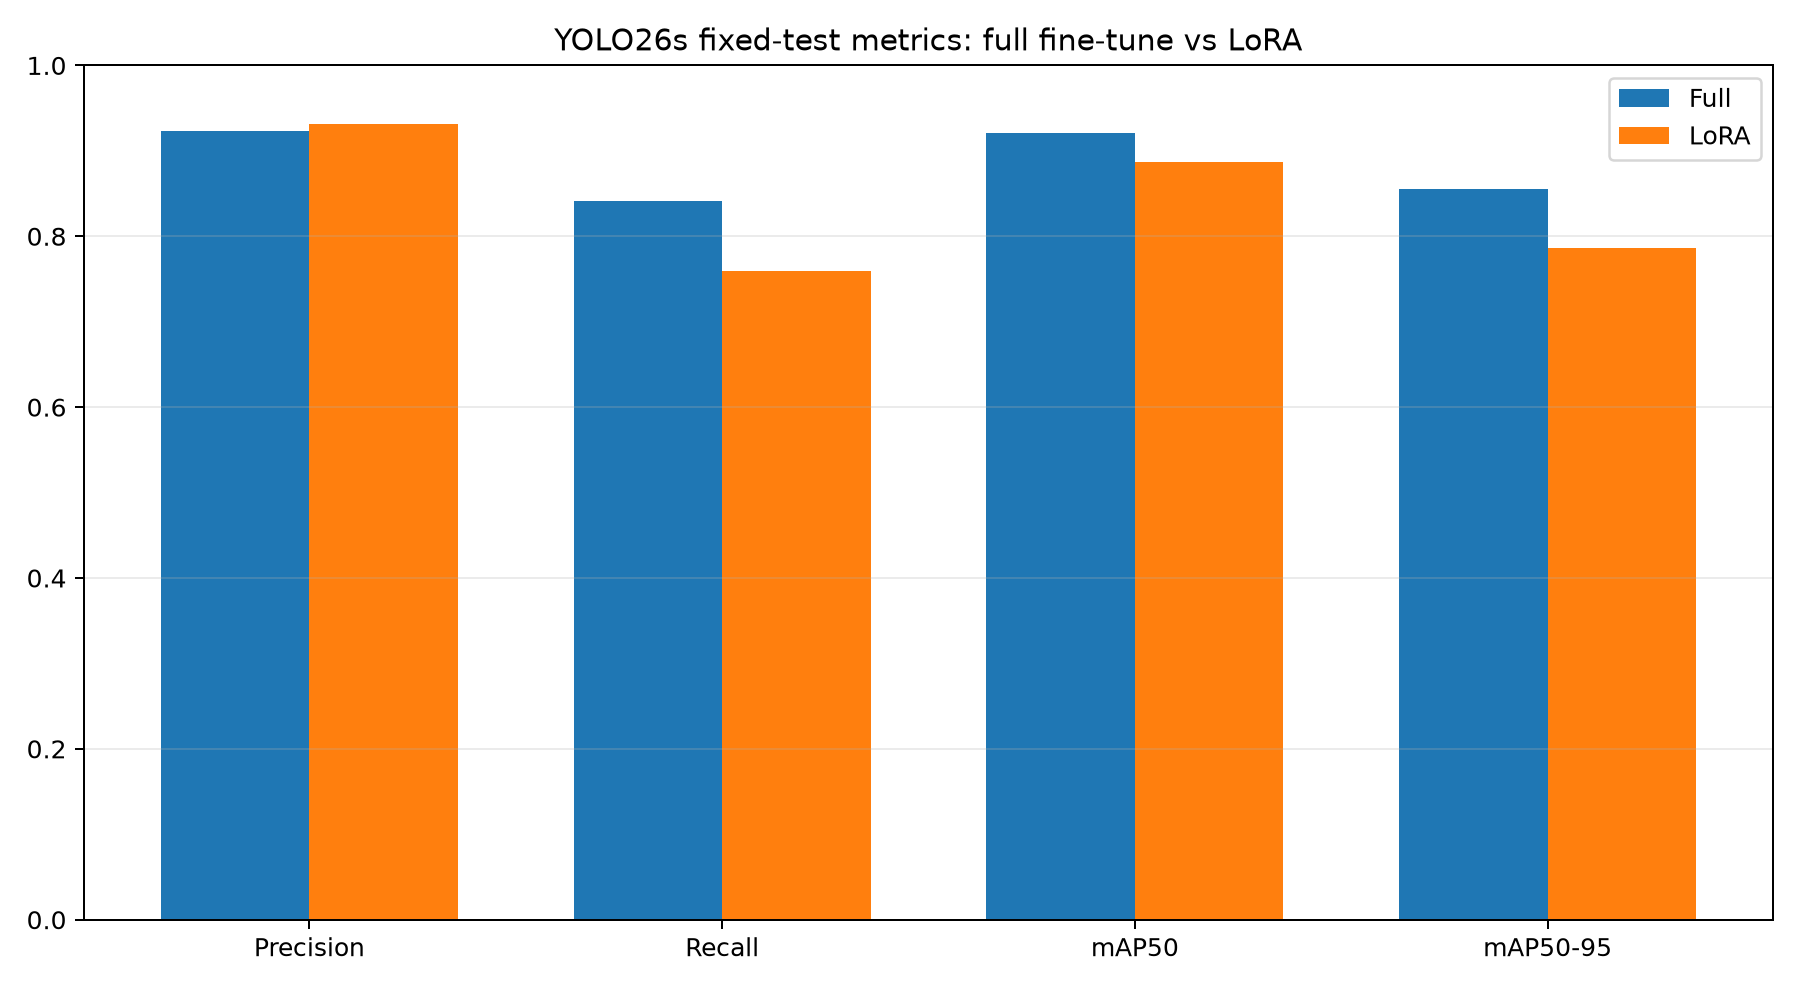 YOLO26s fixed-test metrics: full fine-tune vs LoRA
1.0
0.8
0.6
0.4
0.2
0.0
Full
LoRA
Precision
Recall
mAP50
mAP50-95